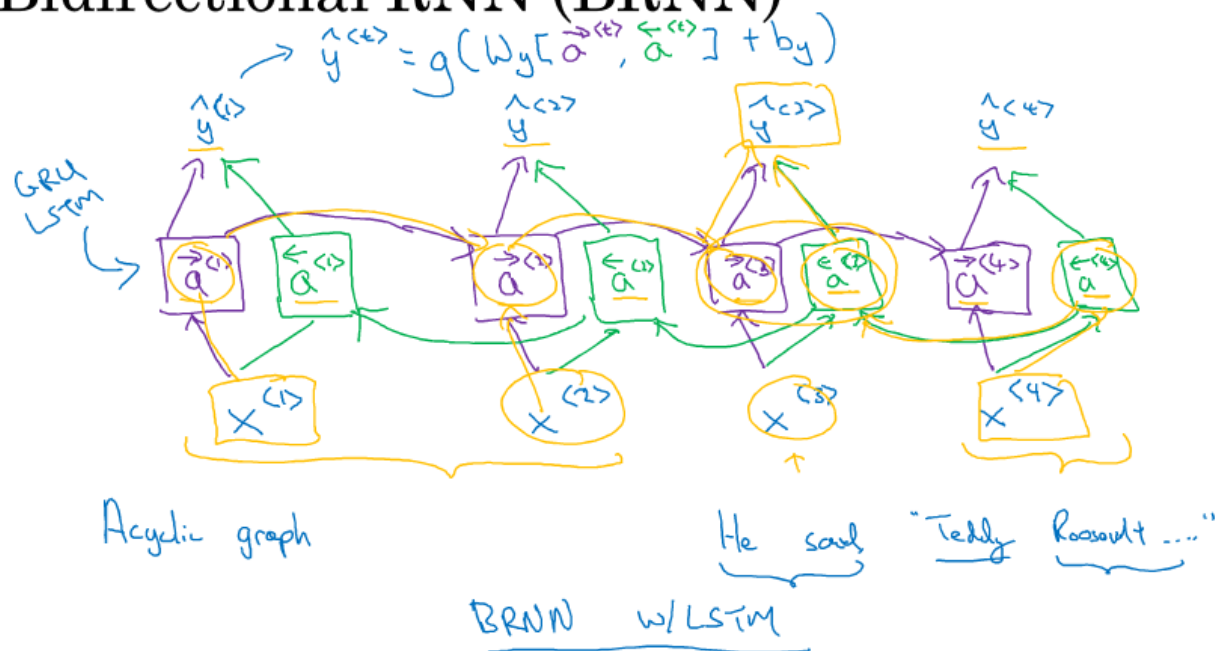 Bidirectional RNN (BRNN)
ŷ<t> = g(Wy[a→<t>, a←<t>] + by)
ŷ<1> ŷ<2> ŷ<3> ŷ<4>
GRU
LSTM
a→<1> a←<1> a→<2> a←<2> a→<3> a←<3> a→<4> a←<4>
x<1> x<2> x<3> x<4>
Acyclic graph He said, "Teddy Roosevelt ...."
BRNN w/LSTM